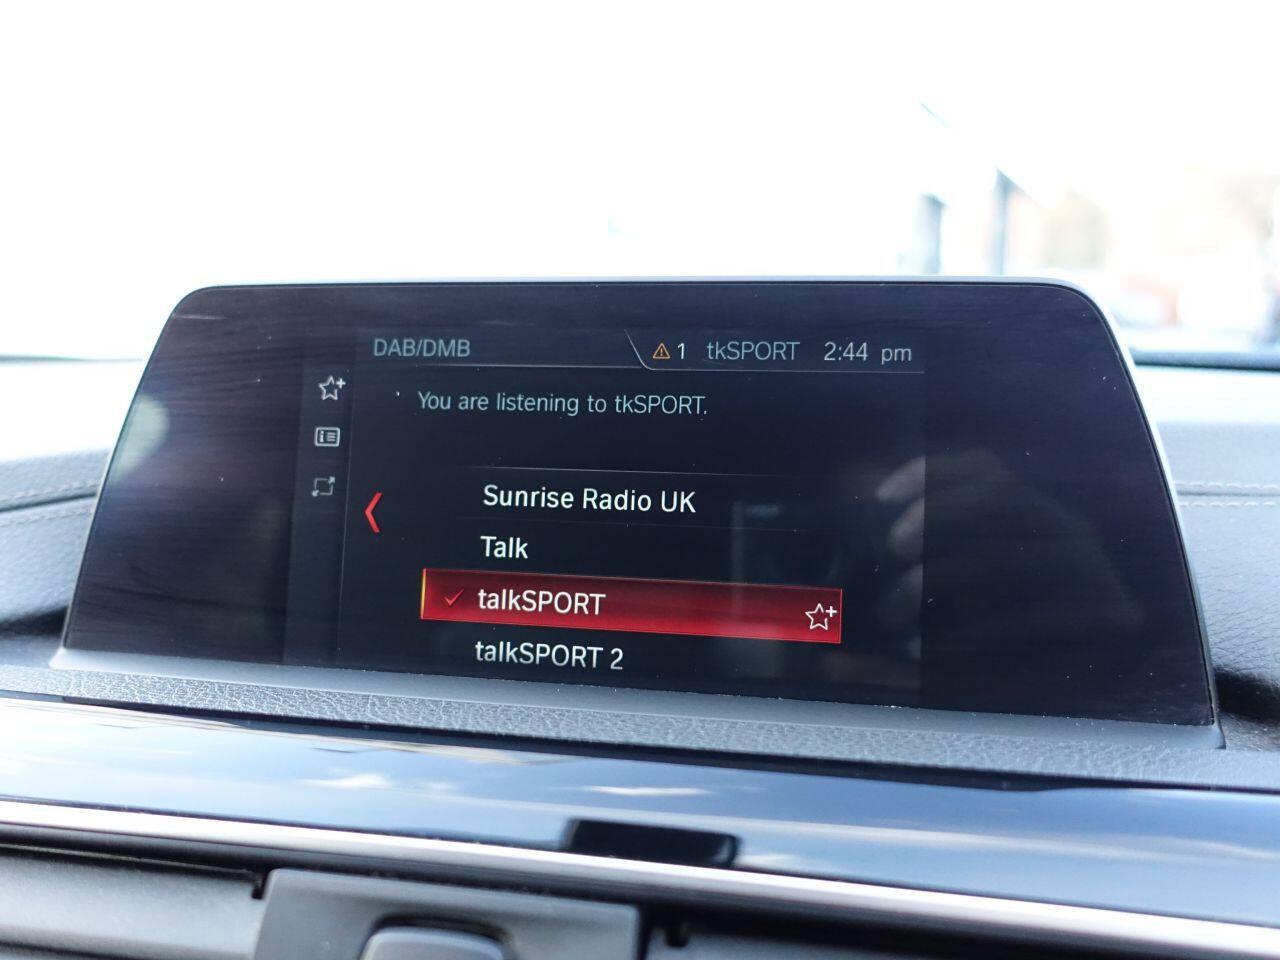 DAB/DMB
1 tkSPORT 2:44 pm
You are listening to tkSPORT.
Sunrise Radio UK
Talk
talkSPORT
talkSPORT 2